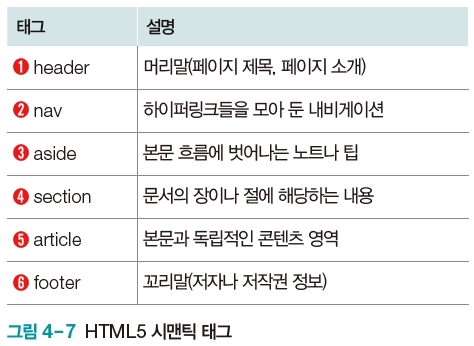 태그 설명
❶ header 머리말(페이지 제목, 페이지 소개)
❷ nav 하이퍼링크들을 모아 둔 내비게이션
❸ aside 본문 흐름에 벗어나는 노트나 팁
❹ section 문서의 장이나 절에 해당하는 내용
❺ article 본문과 독립적인 콘텐츠 영역
❻ footer 꼬리말(저자나 저작권 정보)
그림 4-7 HTML5 시맨틱 태그